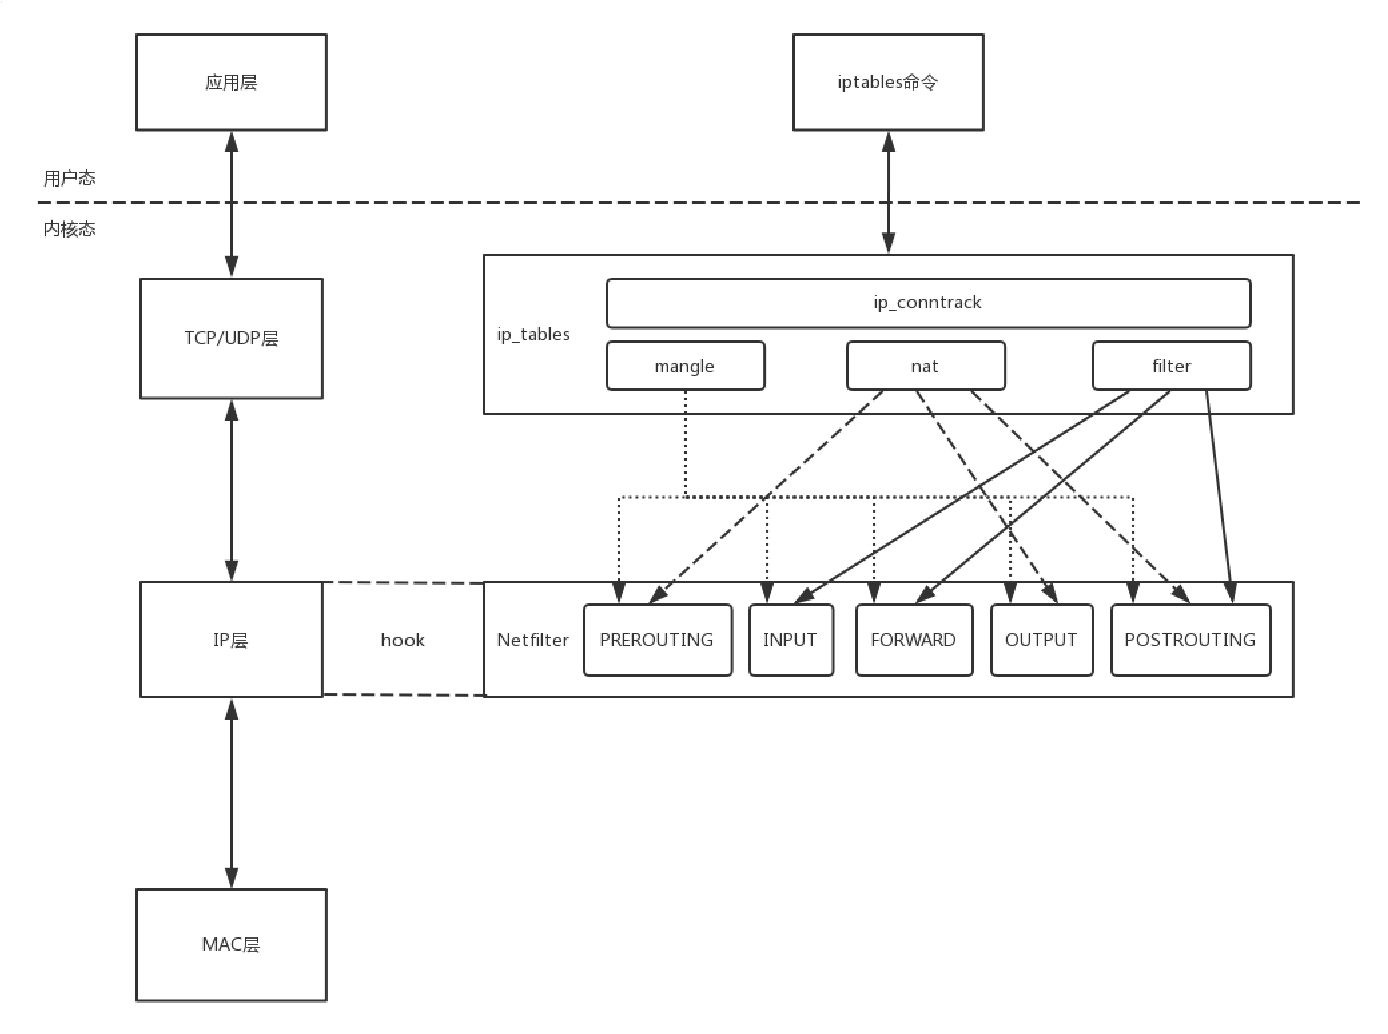 应用层
iptables命令
用户态
内核态
ip_conntrack
ip_tables
TCP/UDP层
mangle
nat
filter
IP层
hook
Netfilter
PREROUTING
INPUT
FORWARD
OUTPUT
POSTROUTING
MAC层